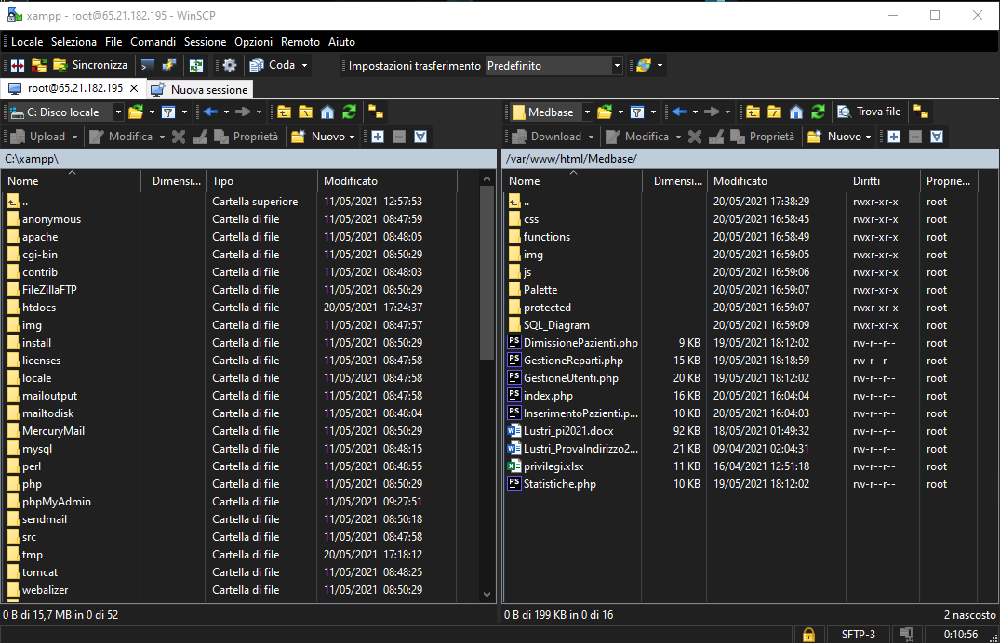 xampp - root@65.21.182.195 - WinSCP
Locale Seleziona File Comandi Sessione Opzioni Remoto Aiuto
Sincronizza Coda Impostazioni trasferimento Predefinito
root@65.21.182.195 Nuova sessione
C: Disco locale
Upload Modifica Proprietà Nuovo
C:\xampp\
Nome Dimensi... Tipo Modificato
.. Cartella superiore 11/05/2021 12:57:53
anonymous Cartella di file 11/05/2021 08:47:59
apache Cartella di file 11/05/2021 08:48:05
cgi-bin Cartella di file 11/05/2021 08:50:29
contrib Cartella di file 11/05/2021 08:48:03
FileZillaFTP Cartella di file 11/05/2021 08:50:29
htdocs Cartella di file 20/05/2021 17:24:37
img Cartella di file 11/05/2021 08:47:57
install Cartella di file 11/05/2021 08:50:29
licenses Cartella di file 11/05/2021 08:47:58
locale Cartella di file 11/05/2021 08:47:58
mailoutput Cartella di file 11/05/2021 08:47:58
mailtodisk Cartella di file 11/05/2021 08:48:04
MercuryMail Cartella di file 11/05/2021 08:50:29
mysql Cartella di file 11/05/2021 08:48:15
perl Cartella di file 11/05/2021 08:48:55
php Cartella di file 11/05/2021 08:50:29
phpMyAdmin Cartella di file 11/05/2021 09:27:51
sendmail Cartella di file 11/05/2021 08:50:18
src Cartella di file 11/05/2021 08:47:58
tmp Cartella di file 20/05/2021 17:18:12
tomcat Cartella di file 11/05/2021 08:48:25
webalizer Cartella di file 11/05/2021 08:50:29
0 B di 15,7 MB in 0 di 52
Medbase Trova file
Download Modifica Proprietà Nuovo
/var/www/html/Medbase/
Nome Dimensi... Modificato Diritti Proprie...
.. 20/05/2021 17:38:29 rwxr-xr-x root
css 20/05/2021 16:58:45 rwxr-xr-x root
functions 20/05/2021 16:58:49 rwxr-xr-x root
img 20/05/2021 16:59:05 rwxr-xr-x root
js 20/05/2021 16:59:06 rwxr-xr-x root
Palette 20/05/2021 16:59:07 rwxr-xr-x root
protected 20/05/2021 16:59:07 rwxr-xr-x root
SQL_Diagram 20/05/2021 16:59:09 rwxr-xr-x root
PS DimissionePazienti.php 9 KB 19/05/2021 18:12:02 rw-r--r-- root
PS GestioneReparti.php 15 KB 19/05/2021 18:18:59 rw-r--r-- root
PS GestioneUtenti.php 20 KB 19/05/2021 18:12:02 rw-r--r-- root
PS index.php 16 KB 20/05/2021 16:04:04 rw-r--r-- root
PS InserimentoPazienti.p... 10 KB 20/05/2021 16:04:03 rw-r--r-- root
Lustri_pi2021.docx 92 KB 18/05/2021 01:49:32 rw-r--r-- root
Lustri_ProvaIndirizzo2... 21 KB 09/04/2021 02:04:31 rw-r--r-- root
privilegi.xlsx 11 KB 16/04/2021 12:51:18 rw-r--r-- root
PS Statistiche.php 10 KB 19/05/2021 18:12:02 rw-r--r-- root
0 B di 199 KB in 0 di 16 2 nascosto
SFTP-3 0:10:56